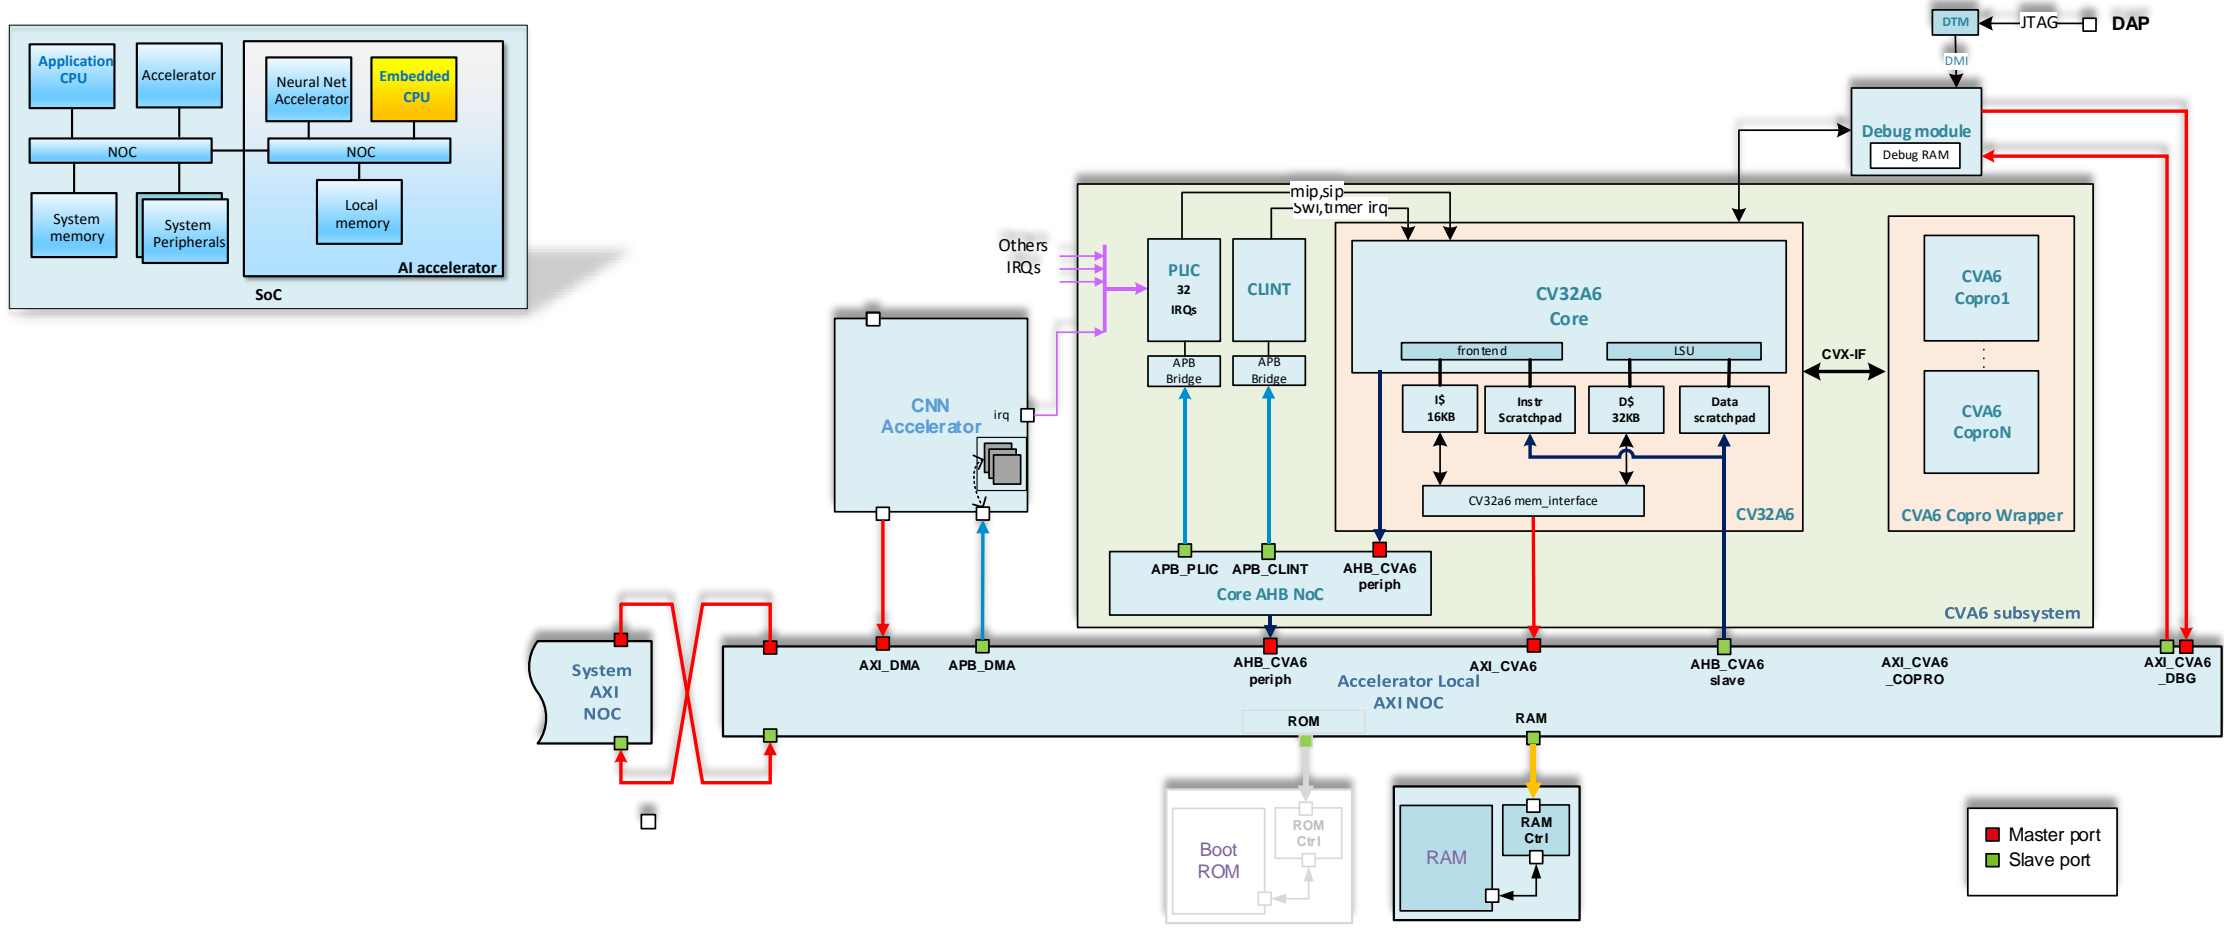 Application
CPU
Accelerator
NOC
System
memory
System
Peripherals
Neural Net
Accelerator
Embedded
CPU
NOC
Local
memory
AI accelerator
SoC
DTM
JTAG
DAP
DMI
Debug module
Debug RAM
mip,sip
Swi,timer irq
Others
IRQs
PLIC
32
IRQs
CLINT
APB
Bridge
APB
Bridge
CV32A6
Core
frontend
LSU
I$
16KB
Instr
Scratchpad
D$
32KB
Data
scratchpad
CV32a6 mem_interface
CV32A6
CVX-IF
CVA6
Copro1
CVA6
CoproN
CVA6 Copro Wrapper
CNN
Accelerator
irq
APB_PLIC
APB_CLINT
AHB_CVA6
periph
Core AHB NoC
CVA6 subsystem
System
AXI
NOC
AXI_DMA
APB_DMA
AHB_CVA6
periph
Accelerator Local
AXI NOC
AXI_CVA6
AHB_CVA6
slave
AXI_CVA6
_COPRO
AXI_CVA6
_DBG
ROM
RAM
Boot
ROM
ROM
Ctrl
RAM
RAM
Ctrl
Master port
Slave port